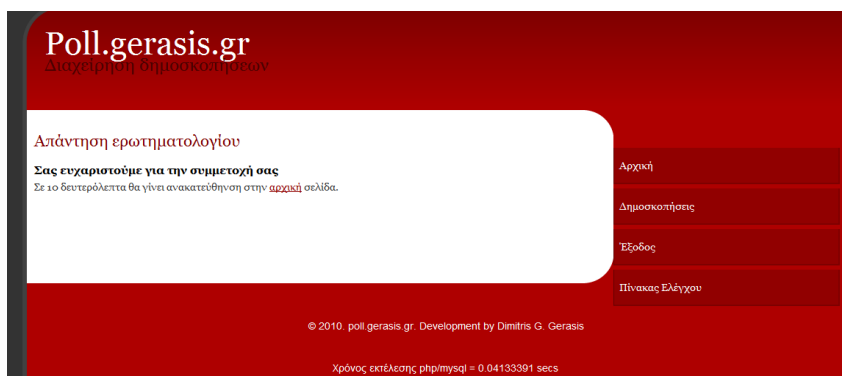 Poll.gerasis.gr
Διαχείρηση δημοσκοπήσεων
Απάντηση ερωτηματολογίου
Σας ευχαριστούμε για την συμμετοχή σας
Σε 10 δευτερόλεπτα θα γίνει ανακατεύθηνση στην αρχική σελίδα.
Αρχική
Δημοσκοπήσεις
Έξοδος
Πίνακας Ελέγχου
© 2010. poll.gerasis.gr. Development by Dimitris G. Gerasis
Χρόνος εκτέλεσης php/mysql = 0.04133391 secs